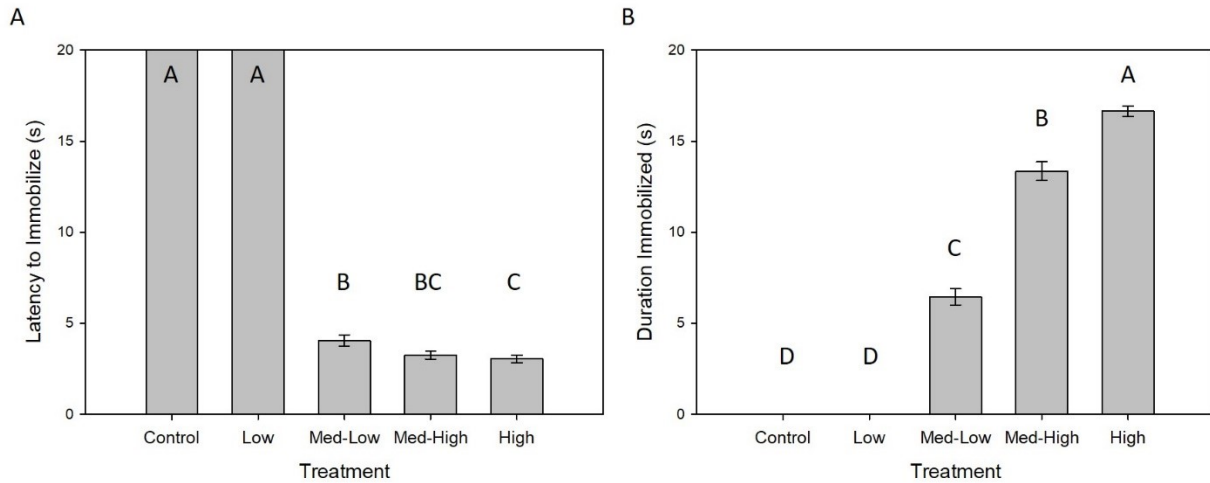 A
Latency to Immobilize (s)
20
15
10
5
0
A
A
B
BC
C
Control
Low
Med-Low
Med-High
High
Treatment
B
Duration Immobilized (s)
20
15
10
5
0
D
D
C
B
A
Control
Low
Med-Low
Med-High
High
Treatment